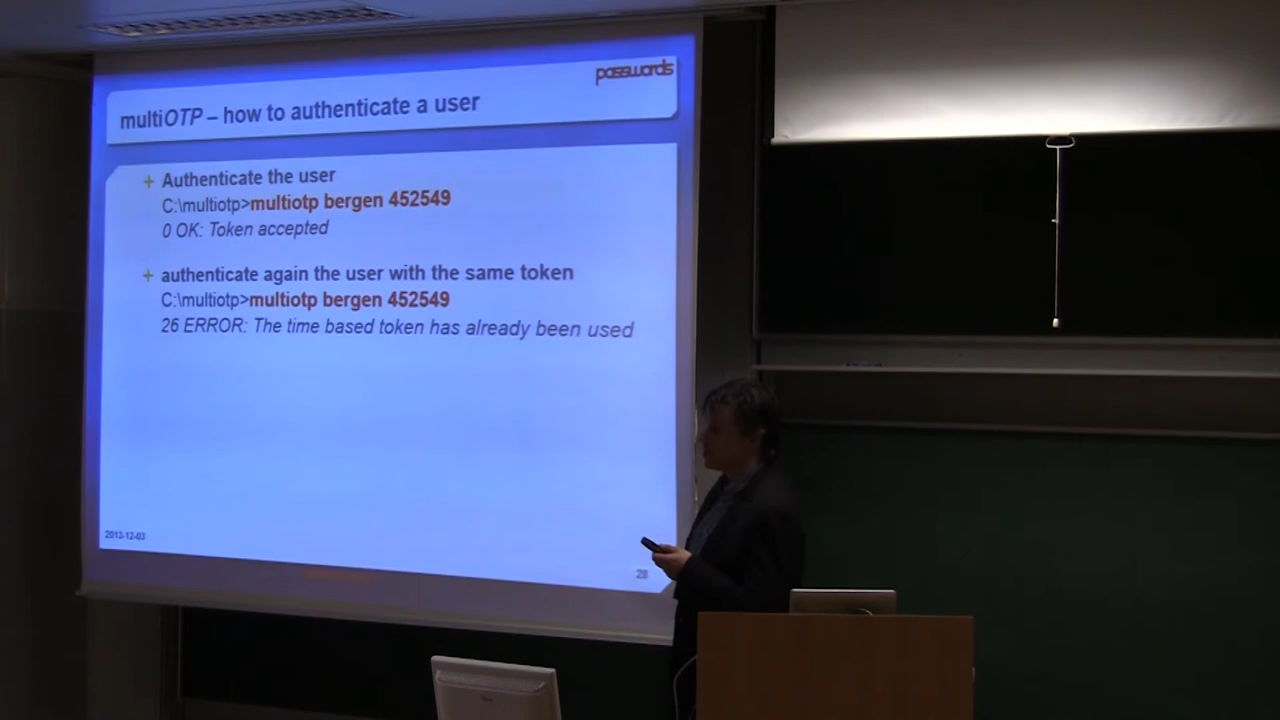 passwords
multiOTP – how to authenticate a user
+ Authenticate the user
C:\multiotp>multiotp bergen 452549
0 OK: Token accepted
+ authenticate again the user with the same token
C:\multiotp>multiotp bergen 452549
26 ERROR: The time based token has already been used
2013-12-03
28